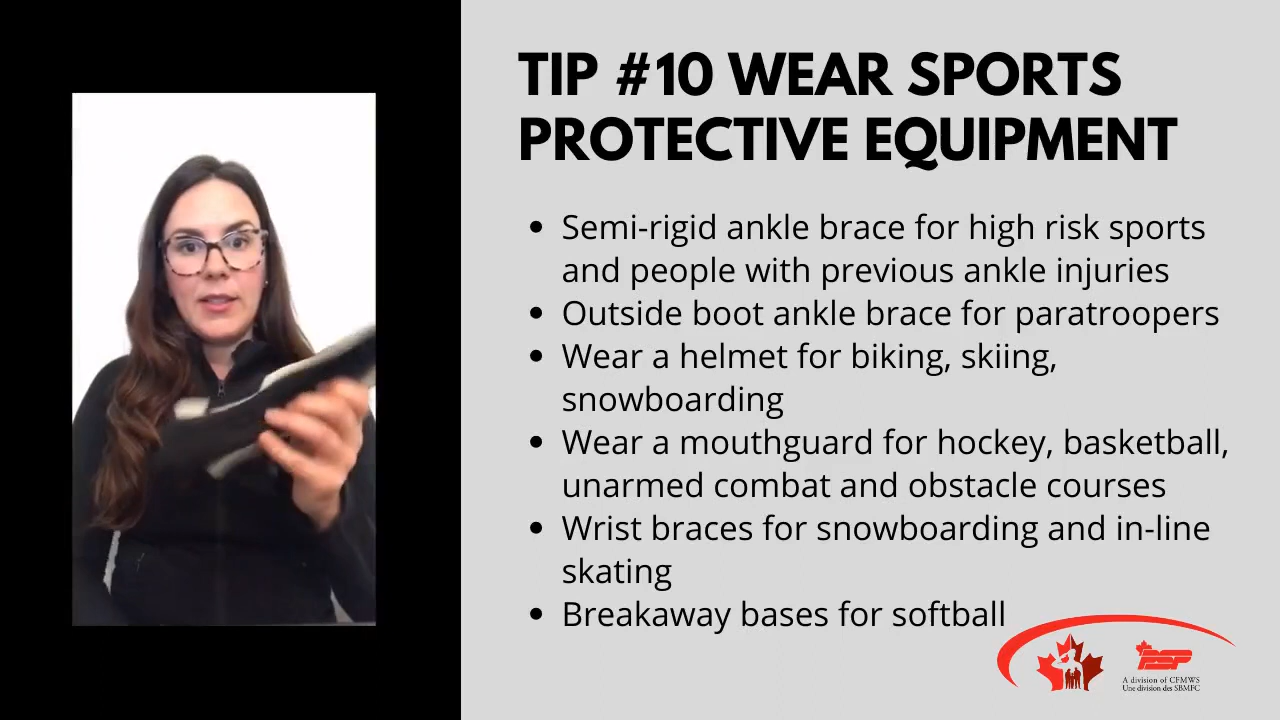 TIP #10 WEAR SPORTS
PROTECTIVE EQUIPMENT
• Semi-rigid ankle brace for high risk sports
and people with previous ankle injuries
• Outside boot ankle brace for paratroopers
• Wear a helmet for biking, skiing,
snowboarding
• Wear a mouthguard for hockey, basketball,
unarmed combat and obstacle courses
• Wrist braces for snowboarding and in-line
skating
• Breakaway bases for softball
PSP
A division of CFMWS
Une division des SBMFC